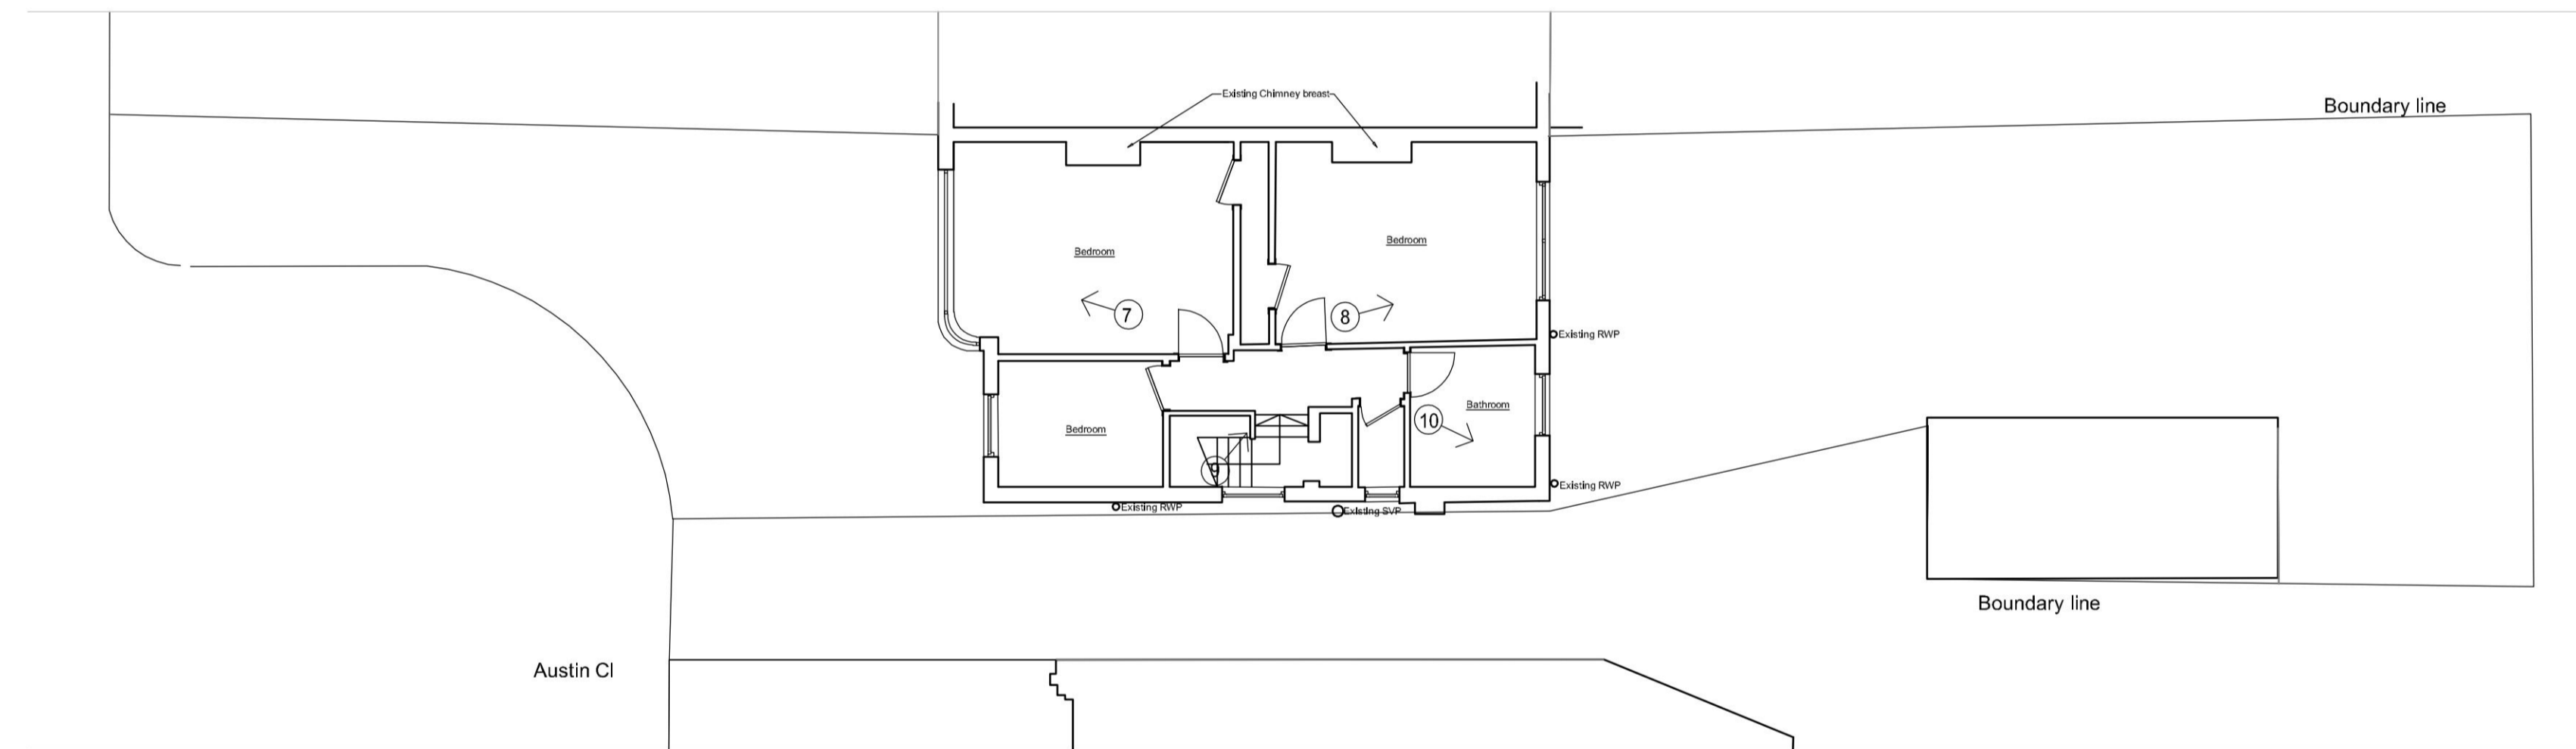 Existing Chimney breast
Boundary line
Bedroom
Bedroom
7
8
Existing RWP
Bathroom
10
Bedroom
9
Existing RWP
Existing RWP
Existing SVP
Boundary line
Austin Cl